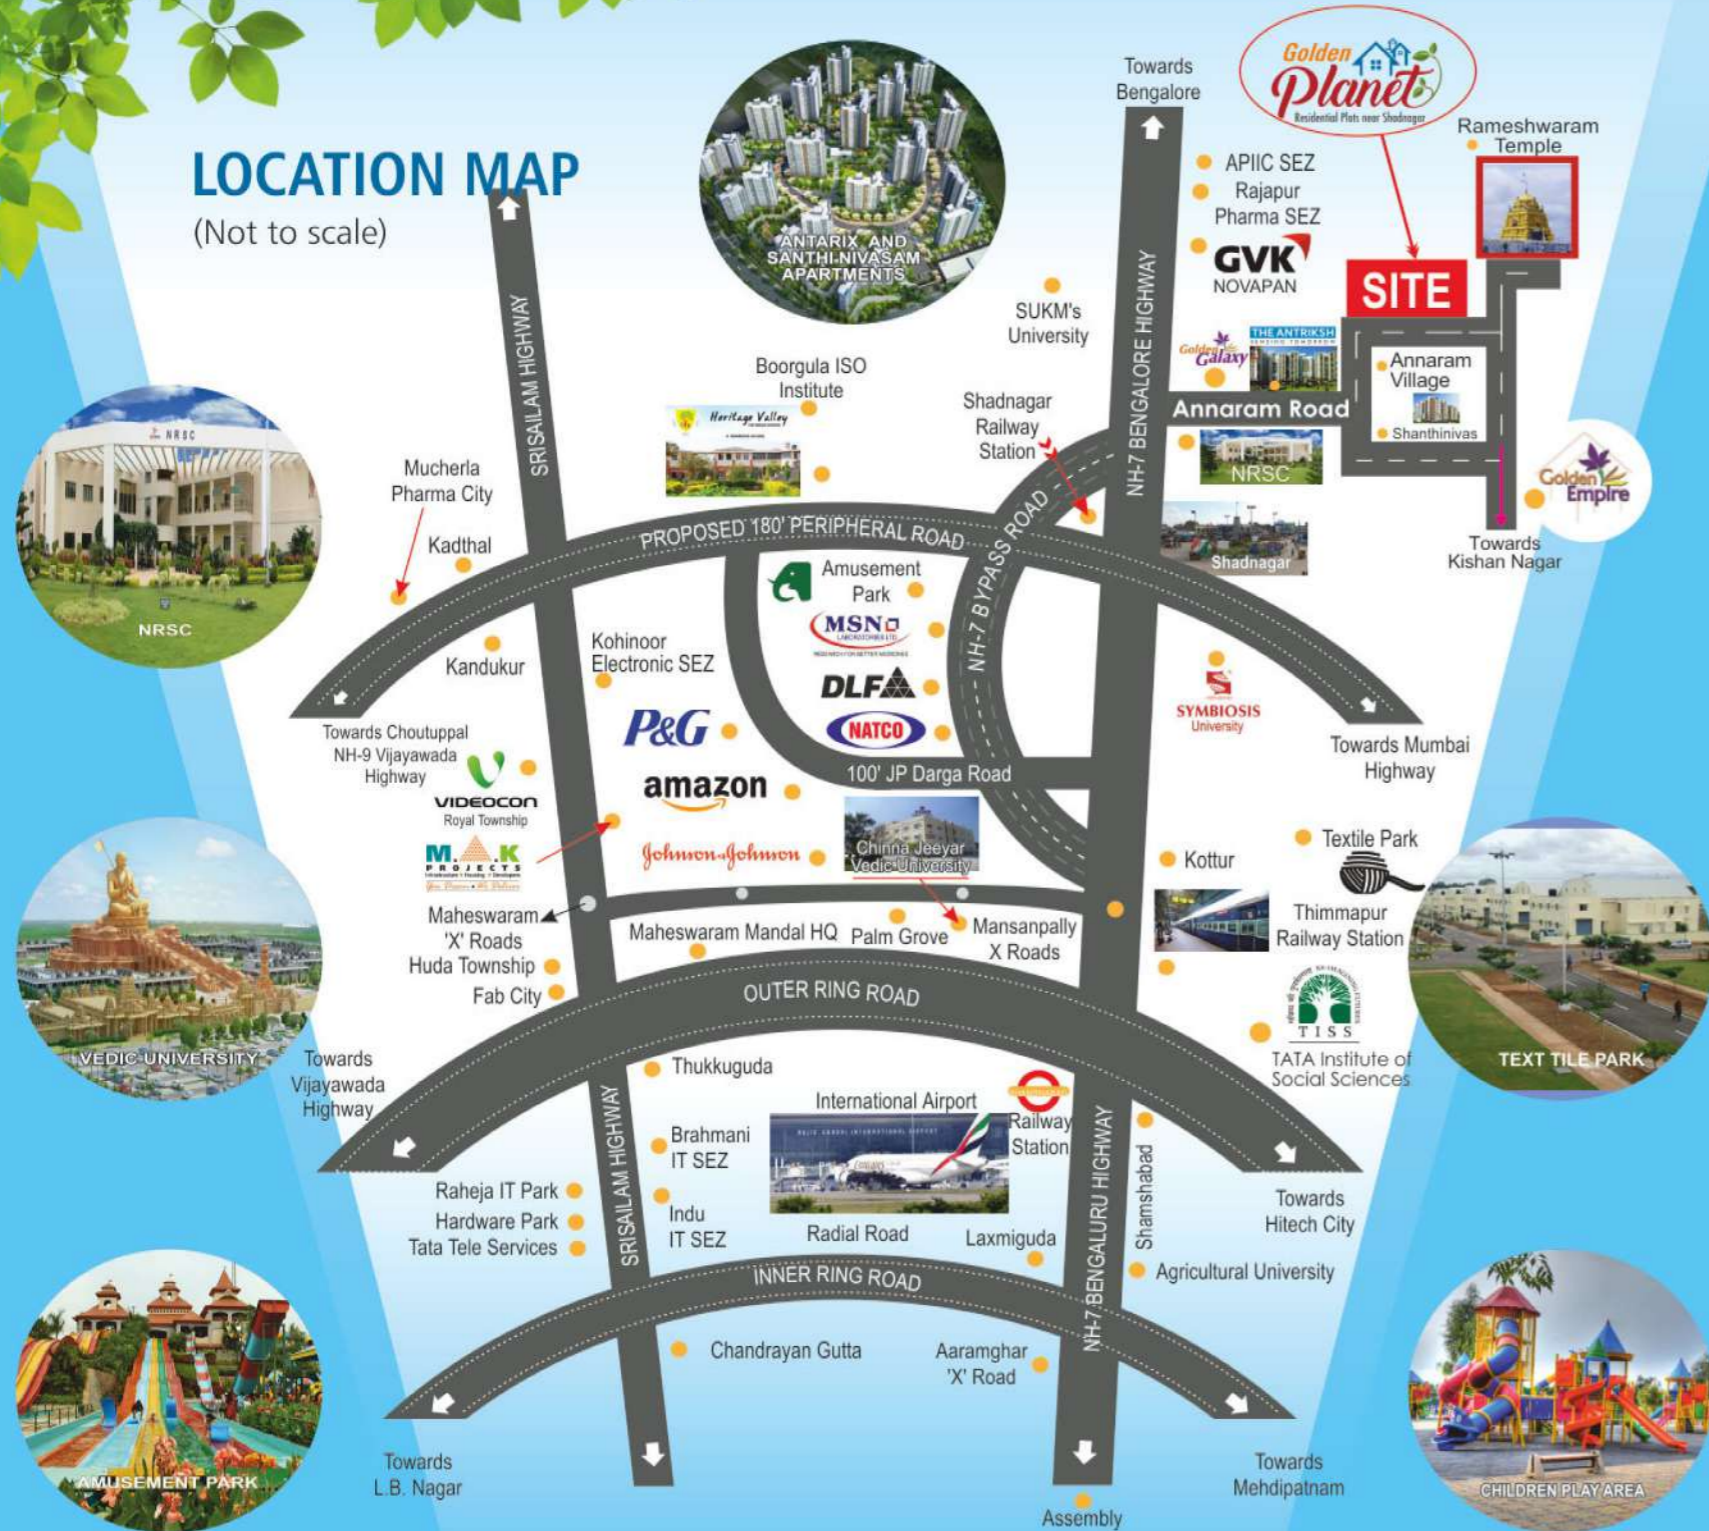 LOCATION MAP
(Not to scale)
ANTARIX AND
SANTHI NIVASAM
APARTMENTS
Towards
Bengalore
Golden
Planet
Residential Plots near Shadnagar
Rameshwaram
Temple
APIIC SEZ
Rajapur
Pharma SEZ
GVK
NOVAPAN
SITE
SUKM's
University
SRISAILAM HIGHWAY
NH-7 BENGALORE HIGHWAY
Golden
Galaxy
THE ANTRIKSH
Annaram
Village
Shanthinivas
Annaram Road
Boorgula ISO
Institute
Heritage Valley
Shadnagar
Railway
Station
NRSC
NRSC
NRSC
Golden
Empire
Mucherla
Pharma City
Kadthal
PROPOSED 180' PERIPHERAL ROAD
NH-7 BYPASS ROAD
Shadnagar
Towards
Kishan Nagar
Amusement
Park
MSN
LABORATORIES LTD
Kandukur
Kohinoor
Electronic SEZ
DLF
P&G
NATCO
SYMBIOSIS
University
Towards Choutuppal
NH-9 Vijayawada
Highway
Towards Mumbai
Highway
VIDEOCON
Royal Township
amazon
100' JP Darga Road
M.A.K
PROJECTS
Johnson&Johnson
Chinna Jeeyar
Vedic University
Kottur
Textile Park
Maheswaram
'X' Roads
Maheswaram Mandal HQ
Palm Grove
Mansanpally
X Roads
Thimmapur
Railway Station
Huda Township
Fab City
OUTER RING ROAD
TISS
TATA Institute of
Social Sciences
VEDIC UNIVERSITY
TEXT TILE PARK
Towards
Vijayawada
Highway
Thukkuguda
International Airport
Railway
Station
Brahmani
IT SEZ
Emirates
SRISAILAM HIGHWAY
NH-7 BENGALURU HIGHWAY
Shamshabad
Raheja IT Park
Hardware Park
Tata Tele Services
Indu
IT SEZ
Radial Road
Laxmiguda
Towards
Hitech City
INNER RING ROAD
Agricultural University
Chandrayan Gutta
Aaramghar
'X' Road
AMUSEMENT PARK
CHILDREN PLAY AREA
Towards
L.B. Nagar
Towards
Mehdipatnam
Assembly